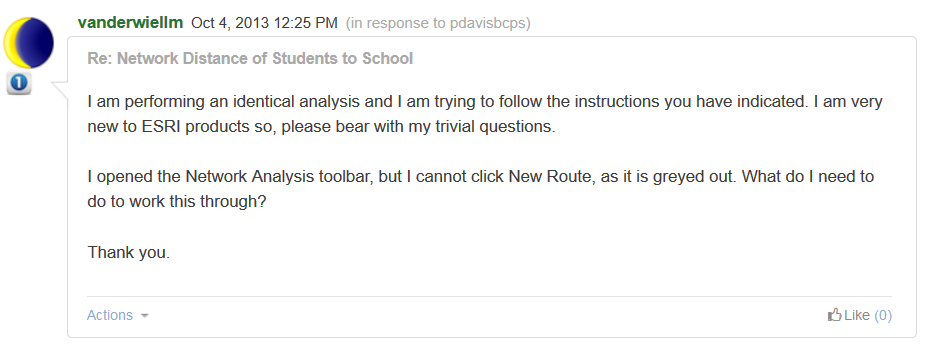 vanderwiellm Oct 4, 2013 12:25 PM (in response to pdavisbcps)
1
Re: Network Distance of Students to School
I am performing an identical analysis and I am trying to follow the instructions you have indicated. I am very
new to ESRI products so, please bear with my trivial questions.
I opened the Network Analysis toolbar, but I cannot click New Route, as it is greyed out. What do I need to
do to work this through?
Thank you.
Actions
Like (0)